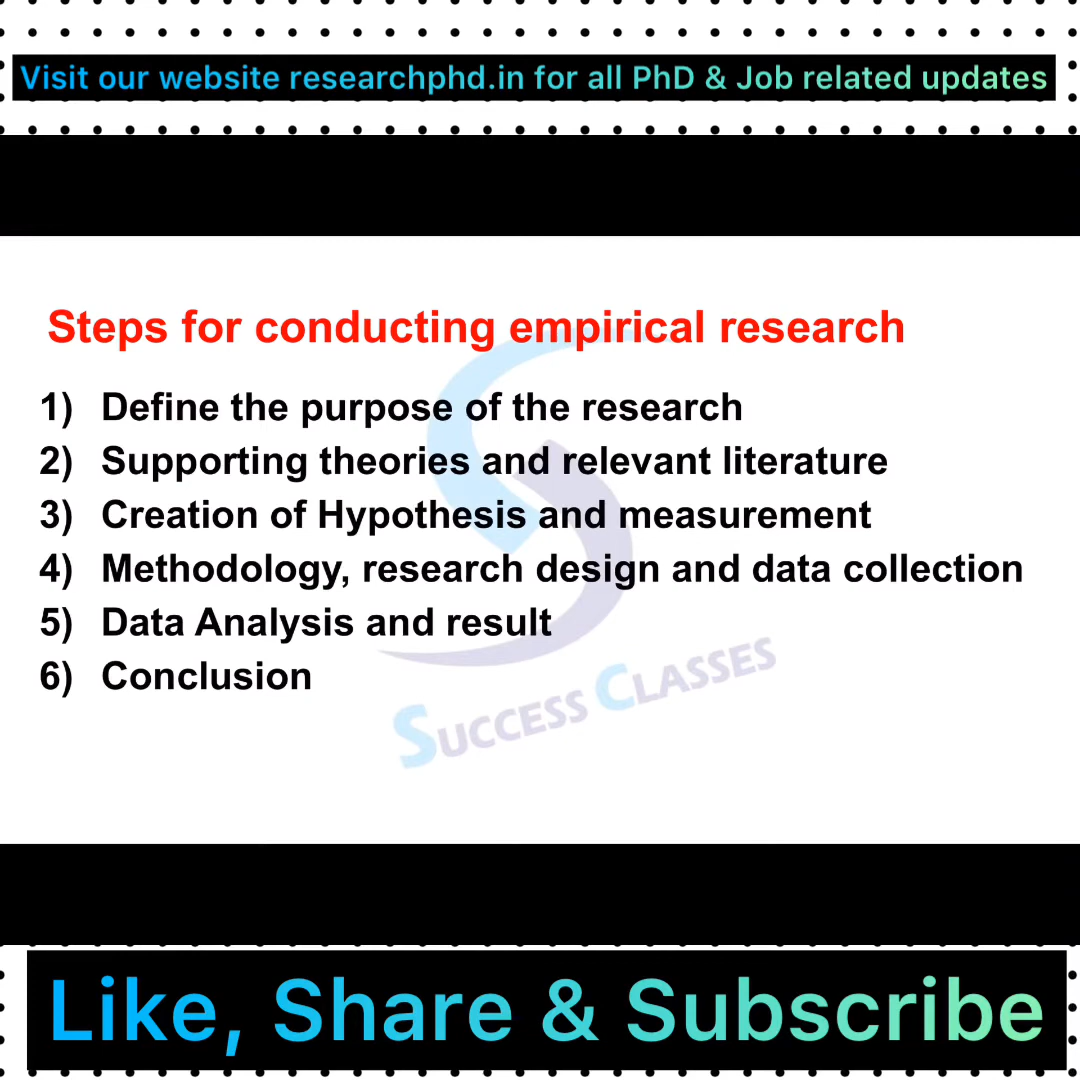 Visit our website researchphd.in for all PhD & Job related updates
Steps for conducting empirical research
1) Define the purpose of the research
2) Supporting theories and relevant literature
3) Creation of Hypothesis and measurement
4) Methodology, research design and data collection
5) Data Analysis and result
6) Conclusion
SUCCESS CLASSES
Like, Share & Subscribe